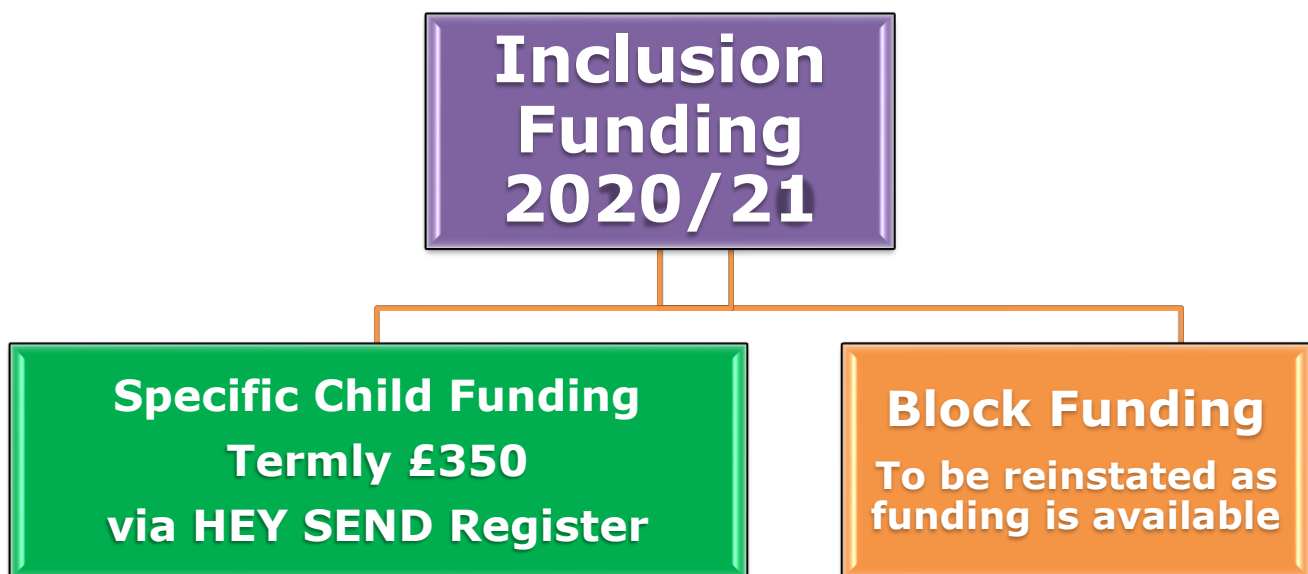 Inclusion
Funding
2020/21
Specific Child Funding
Termly £350
via HEY SEND Register
Block Funding
To be reinstated as
funding is available